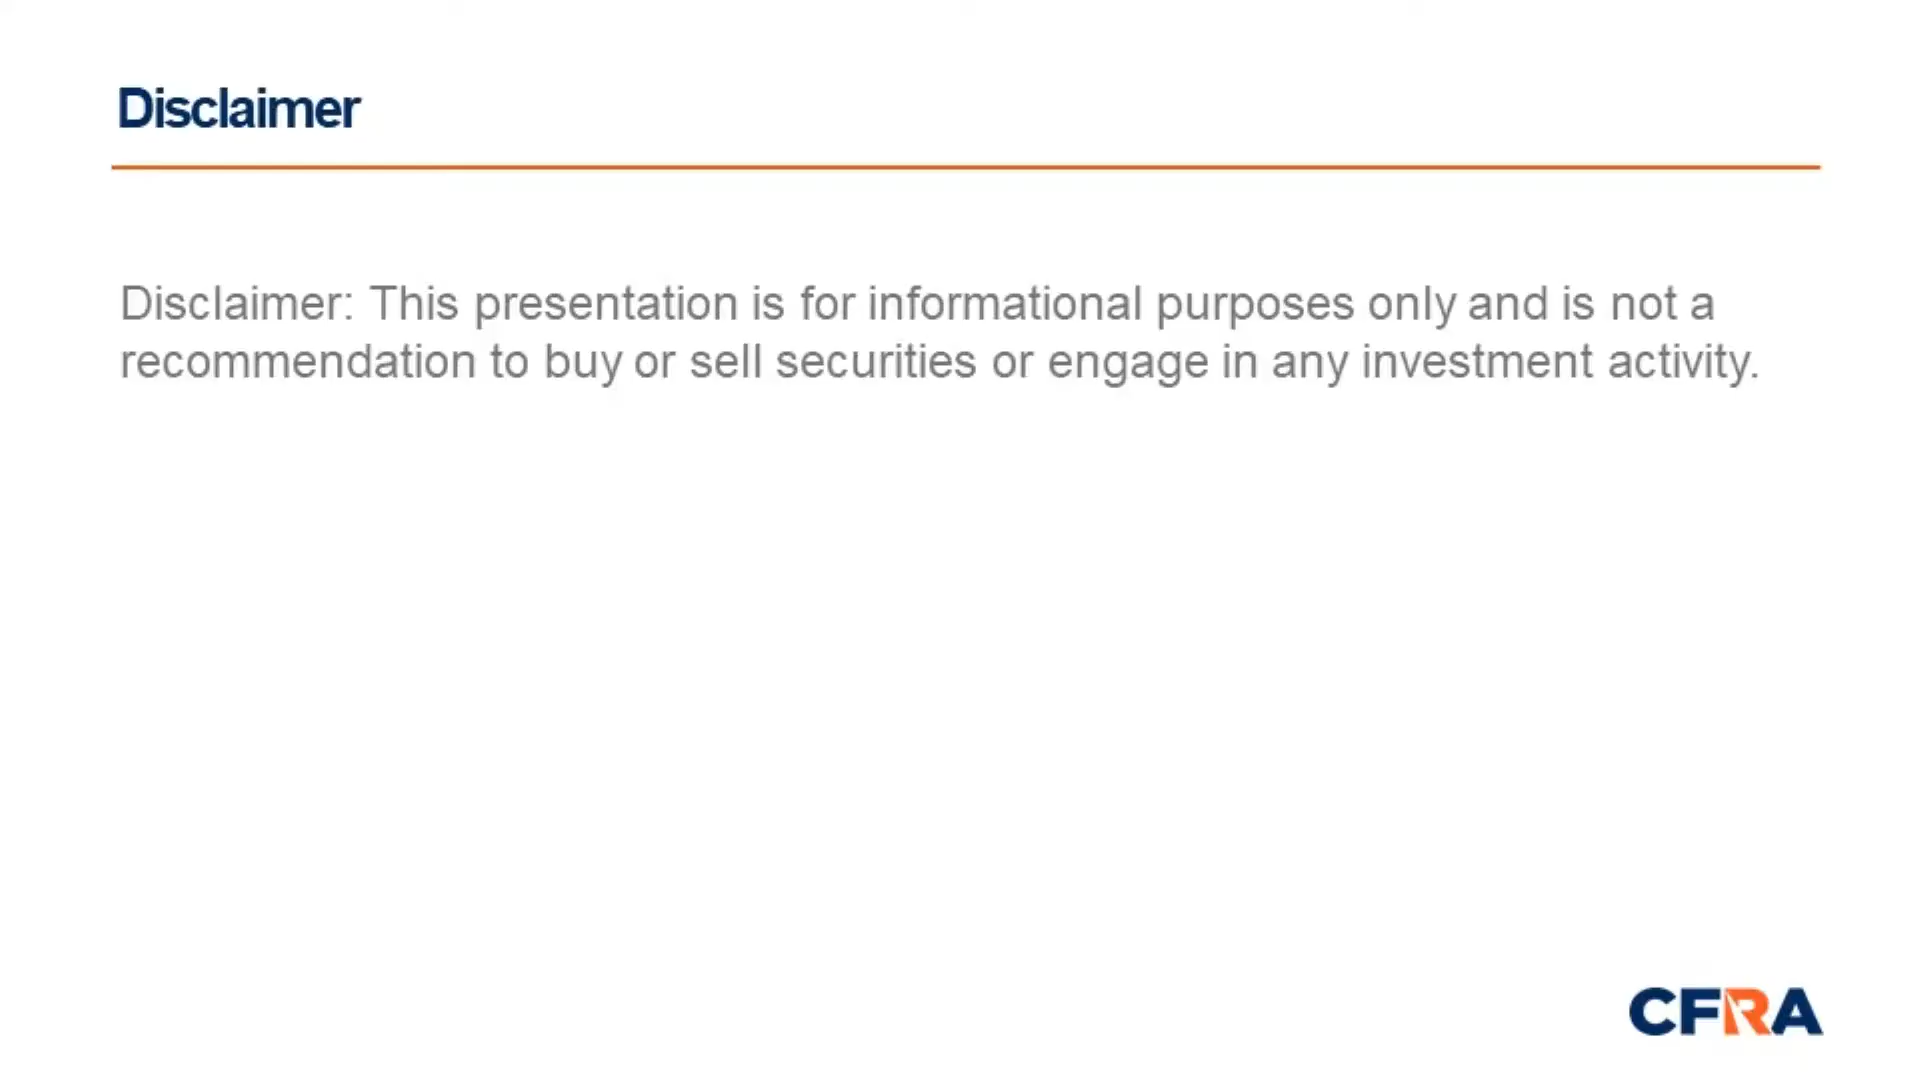 Disclaimer
Disclaimer: This presentation is for informational purposes only and is not a
recommendation to buy or sell securities or engage in any investment activity.
CFRA